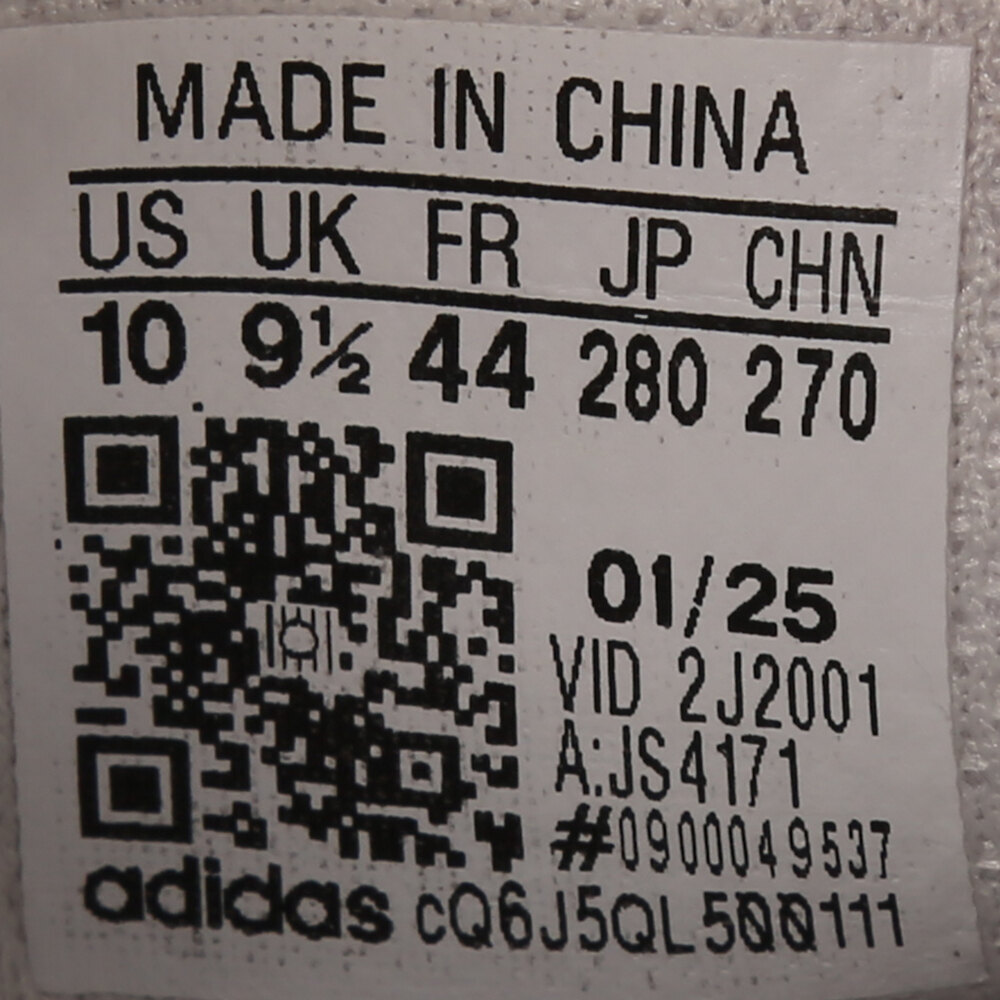 MADE IN CHINA
US UK FR JP CHN
10 9½ 44 280 270
01/25
VID 2J2001
A:JS4171
#0900049537
adidas cQ6J5QL500111